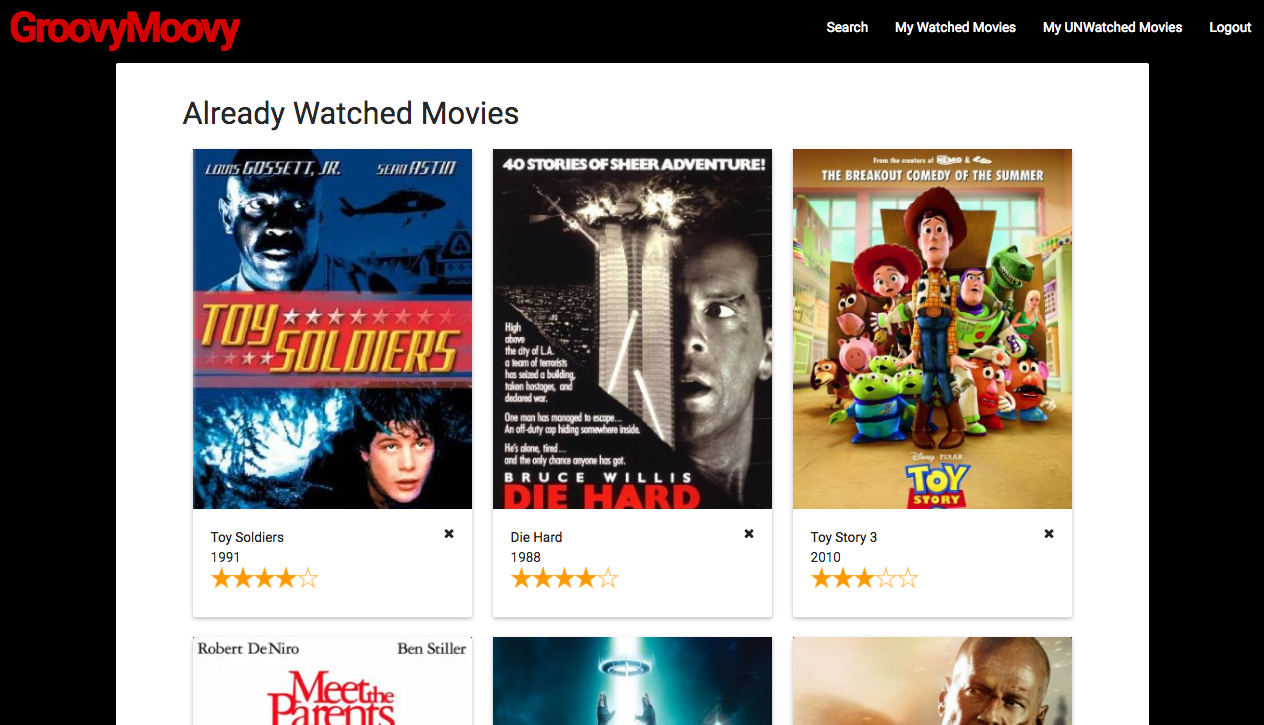 GroovyMoovy
Search My Watched Movies My UNWatched Movies Logout
Already Watched Movies
LOUIS GOSSETT, JR. SEAN ASTIN
TOY
SOLDIERS
Toy Soldiers
1991
40 STORIES OF SHEER ADVENTURE!
High
above
the city of L.A.
a team of terrorists
has seized a building,
taken hostages, and
declared war.
One man has managed to escape...
An off-duty cop hiding somewhere inside.
He's alone, tired...
and the only chance anyone has got.
BRUCE WILLIS
DIE HARD
Die Hard
1988
From the creators of NEMO &
THE BREAKOUT COMEDY OF THE SUMMER
Disney · PIXAR
TOY
STORY
Toy Story 3
2010
Robert De Niro Ben Stiller
Meet the
Parents